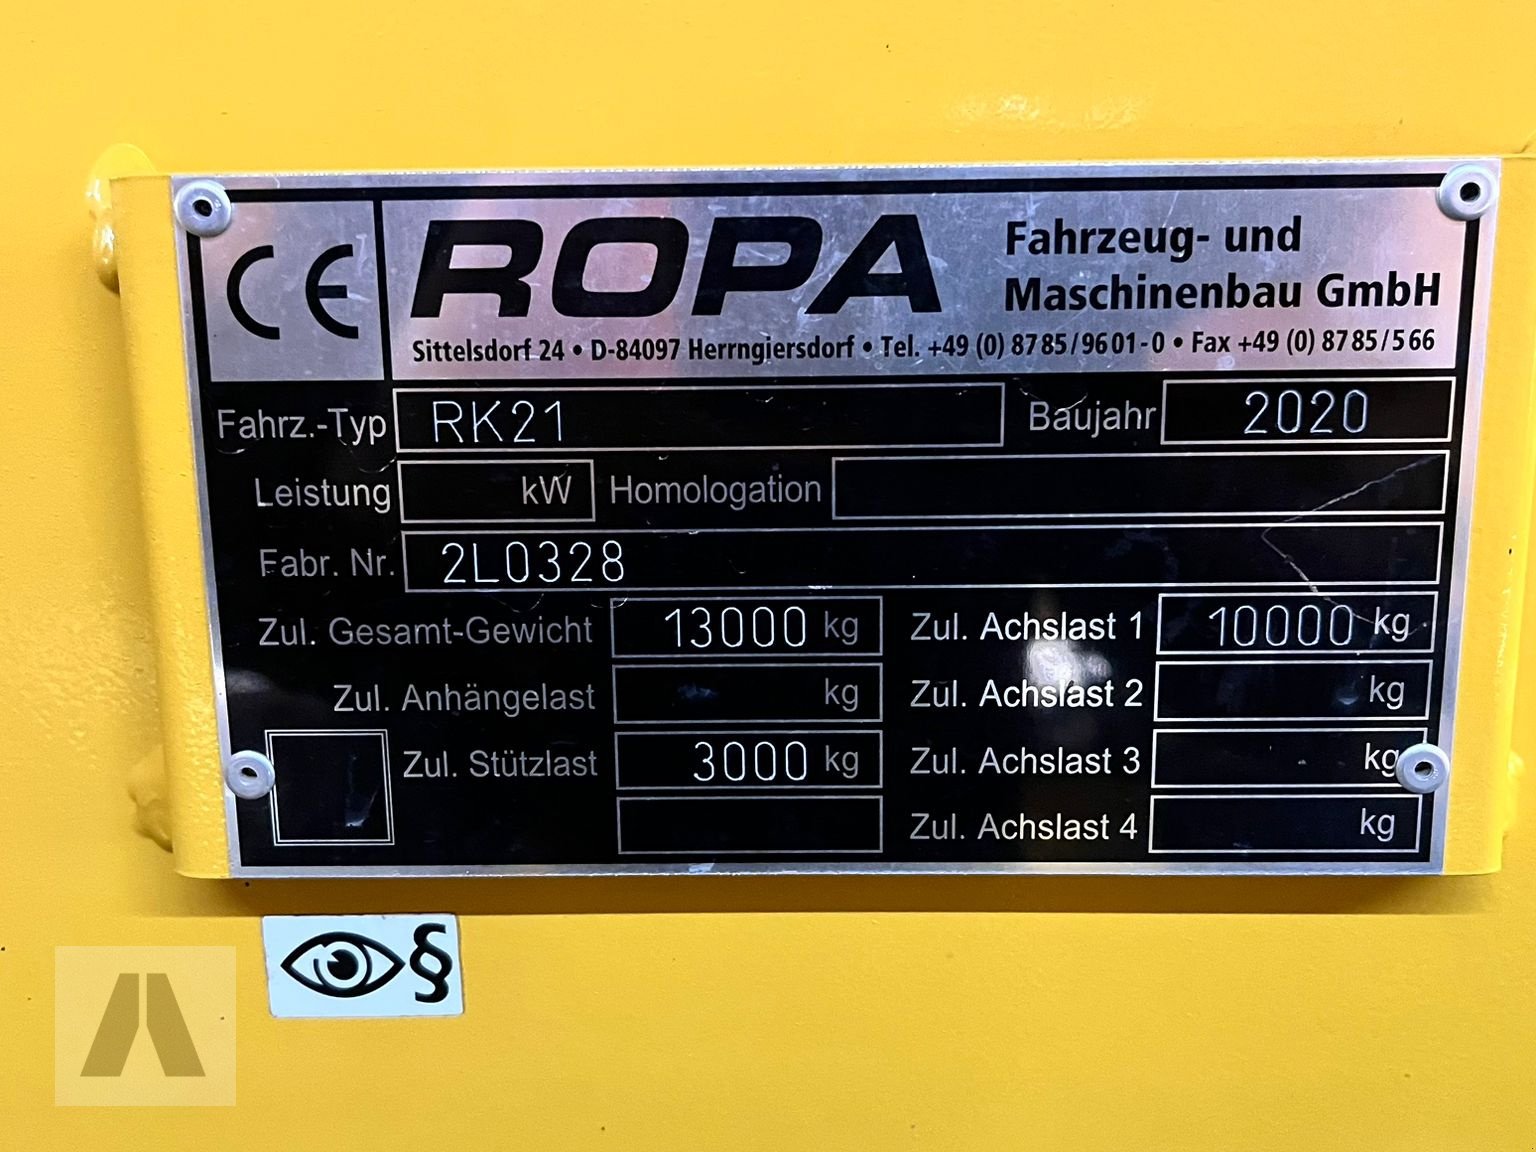 CE
ROPA
Fahrzeug- und
Maschinenbau GmbH
Sittelsdorf 24 • D-84097 Herrngiersdorf • Tel. +49 (0) 8785/9601-0 • Fax +49 (0) 8785/566
Fahrz.-Typ RK21 Baujahr 2020
Leistung kW Homologation
Fabr. Nr. 2L0328
Zul. Gesamt-Gewicht 13000 kg Zul. Achslast 1 10000 kg
Zul. Anhängelast kg Zul. Achslast 2 kg
Zul. Stützlast 3000 kg Zul. Achslast 3 kg
Zul. Achslast 4 kg
§